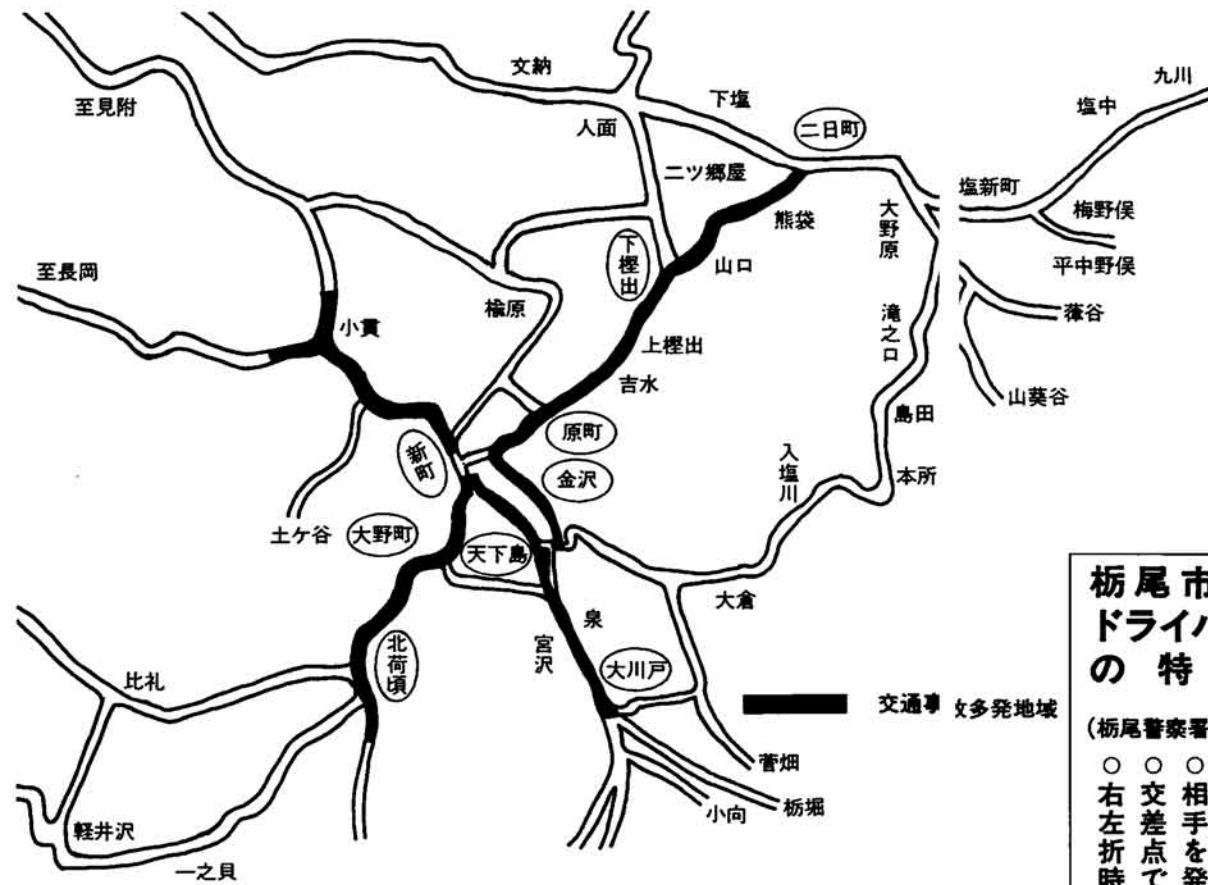 文納
九川
至見附
下塩
塩中
人面
二日町
二ツ郷屋
塩新町
梅野俣
熊袋
大野原
平中野俣
至長岡
下樫出
山口
楡原
滝之口
小貫
上樫出
山葵谷
吉水
島田
新町
原町
入塩川
本所
金沢
土ケ谷
大野町
天下島
大倉
泉
宮沢
北荷頃
大川戸
比礼
交通事
故多発地域
菅畑
栃堀
小向
軽井沢
一之貝
栃尾市
ドライバ
の特
(栃尾警察署
○相手を発
○交差点で
○右左折時